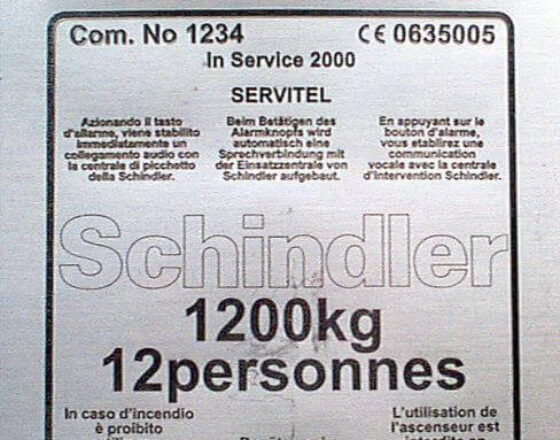 Com. No 1234
CE 0635005
In Service 2000
SERVITEL
Azionando il tasto
d'allarme, viene stabilito
immediatamente un
collegamento audio con
la centrale di picchetto
della Schindler.
Beim Betätigen des
Alarmknopfs wird
automatisch eine
Sprechverbindung mit
der Einsatzzentrale von
Schindler aufgebaut.
En appuyant sur le
bouton d'alarme,
vous etablirez une
communication
vocale avec la centrale
d'intervention Schindler.
Schindler
1200kg
12personnes
In caso d'incendio
è proibito
L'utilisation de
l'ascenseur est